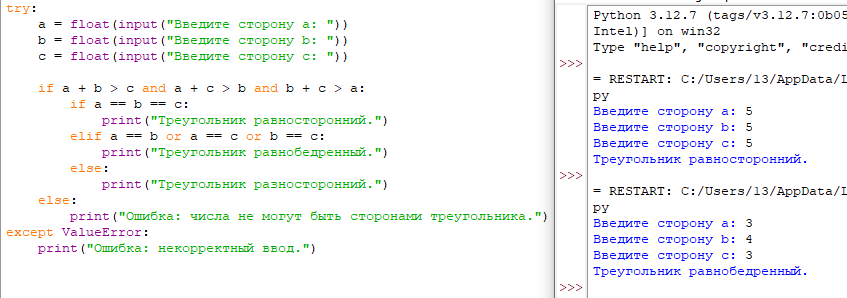 try:
    a = float(input("Введите сторону a: "))
    b = float(input("Введите сторону b: "))
    c = float(input("Введите сторону c: "))
    if a + b > c and a + c > b and b + c > a:
        if a == b == c:
            print("Треугольник равносторонний.")
        elif a == b or a == c or b == c:
            print("Треугольник равнобедренный.")
        else:
            print("Треугольник разносторонний.")
    else:
        print("Ошибка: числа не могут быть сторонами треугольника.")
except ValueError:
    print("Ошибка: некорректный ввод.")
Python 3.12.7 (tags/v3.12.7:0b05
Intel)] on win32
Type "help", "copyright", "credi
>>>
= RESTART: C:/Users/13/AppData/L
py
Введите сторону a: 5
Введите сторону b: 5
Введите сторону c: 5
Треугольник равносторонний.
>>>
= RESTART: C:/Users/13/AppData/L
py
Введите сторону a: 3
Введите сторону b: 4
Введите сторону c: 3
Треугольник равнобедренный.
>>>